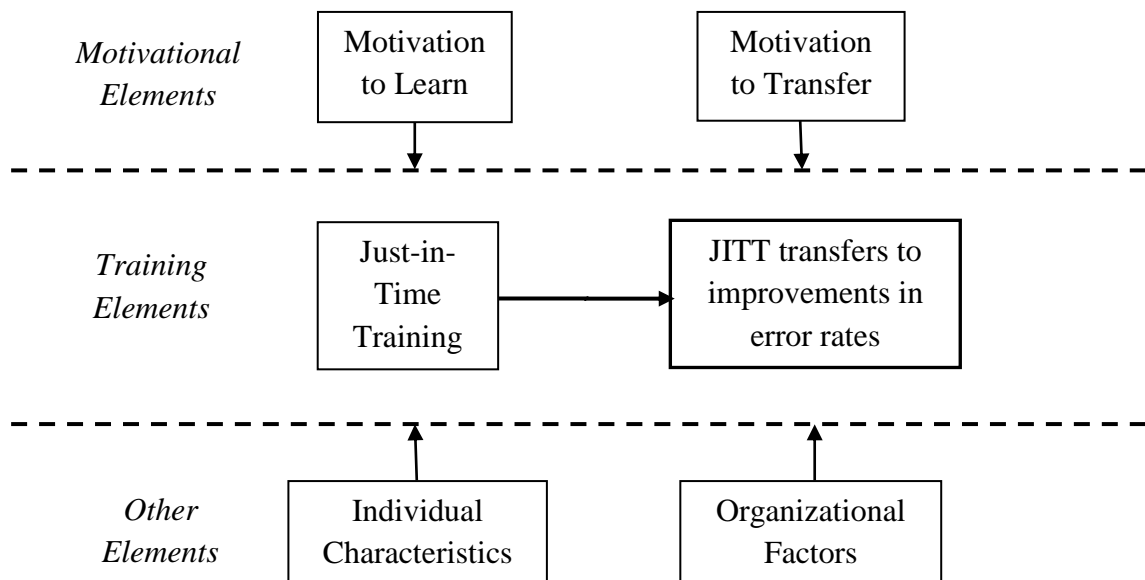 Motivational
Elements
Motivation
to Learn
Motivation
to Transfer
Training
Elements
Just-in-
Time
Training
JITT transfers to
improvements in
error rates
Other
Elements
Individual
Characteristics
Organizational
Factors